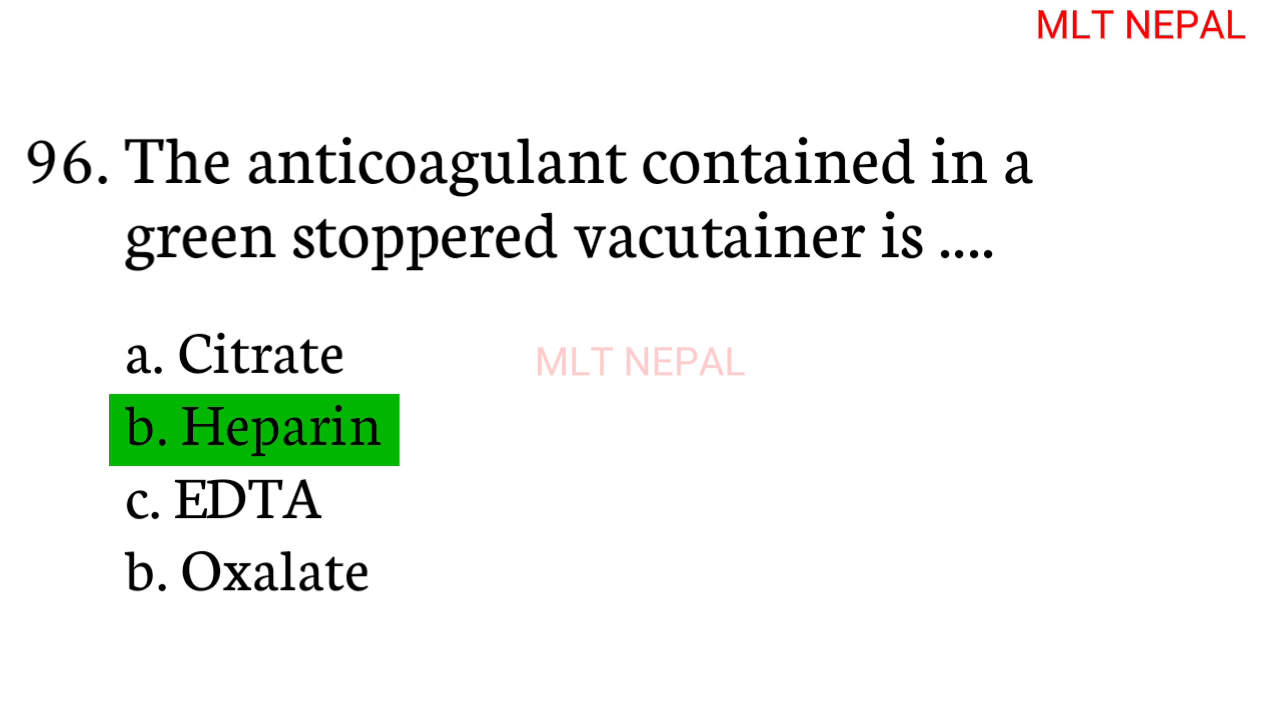 MLT NEPAL
96. The anticoagulant contained in a
green stoppered vacutainer is ....
a. Citrate
MLT NEPAL
b. Heparin
c. EDTA
b. Oxalate